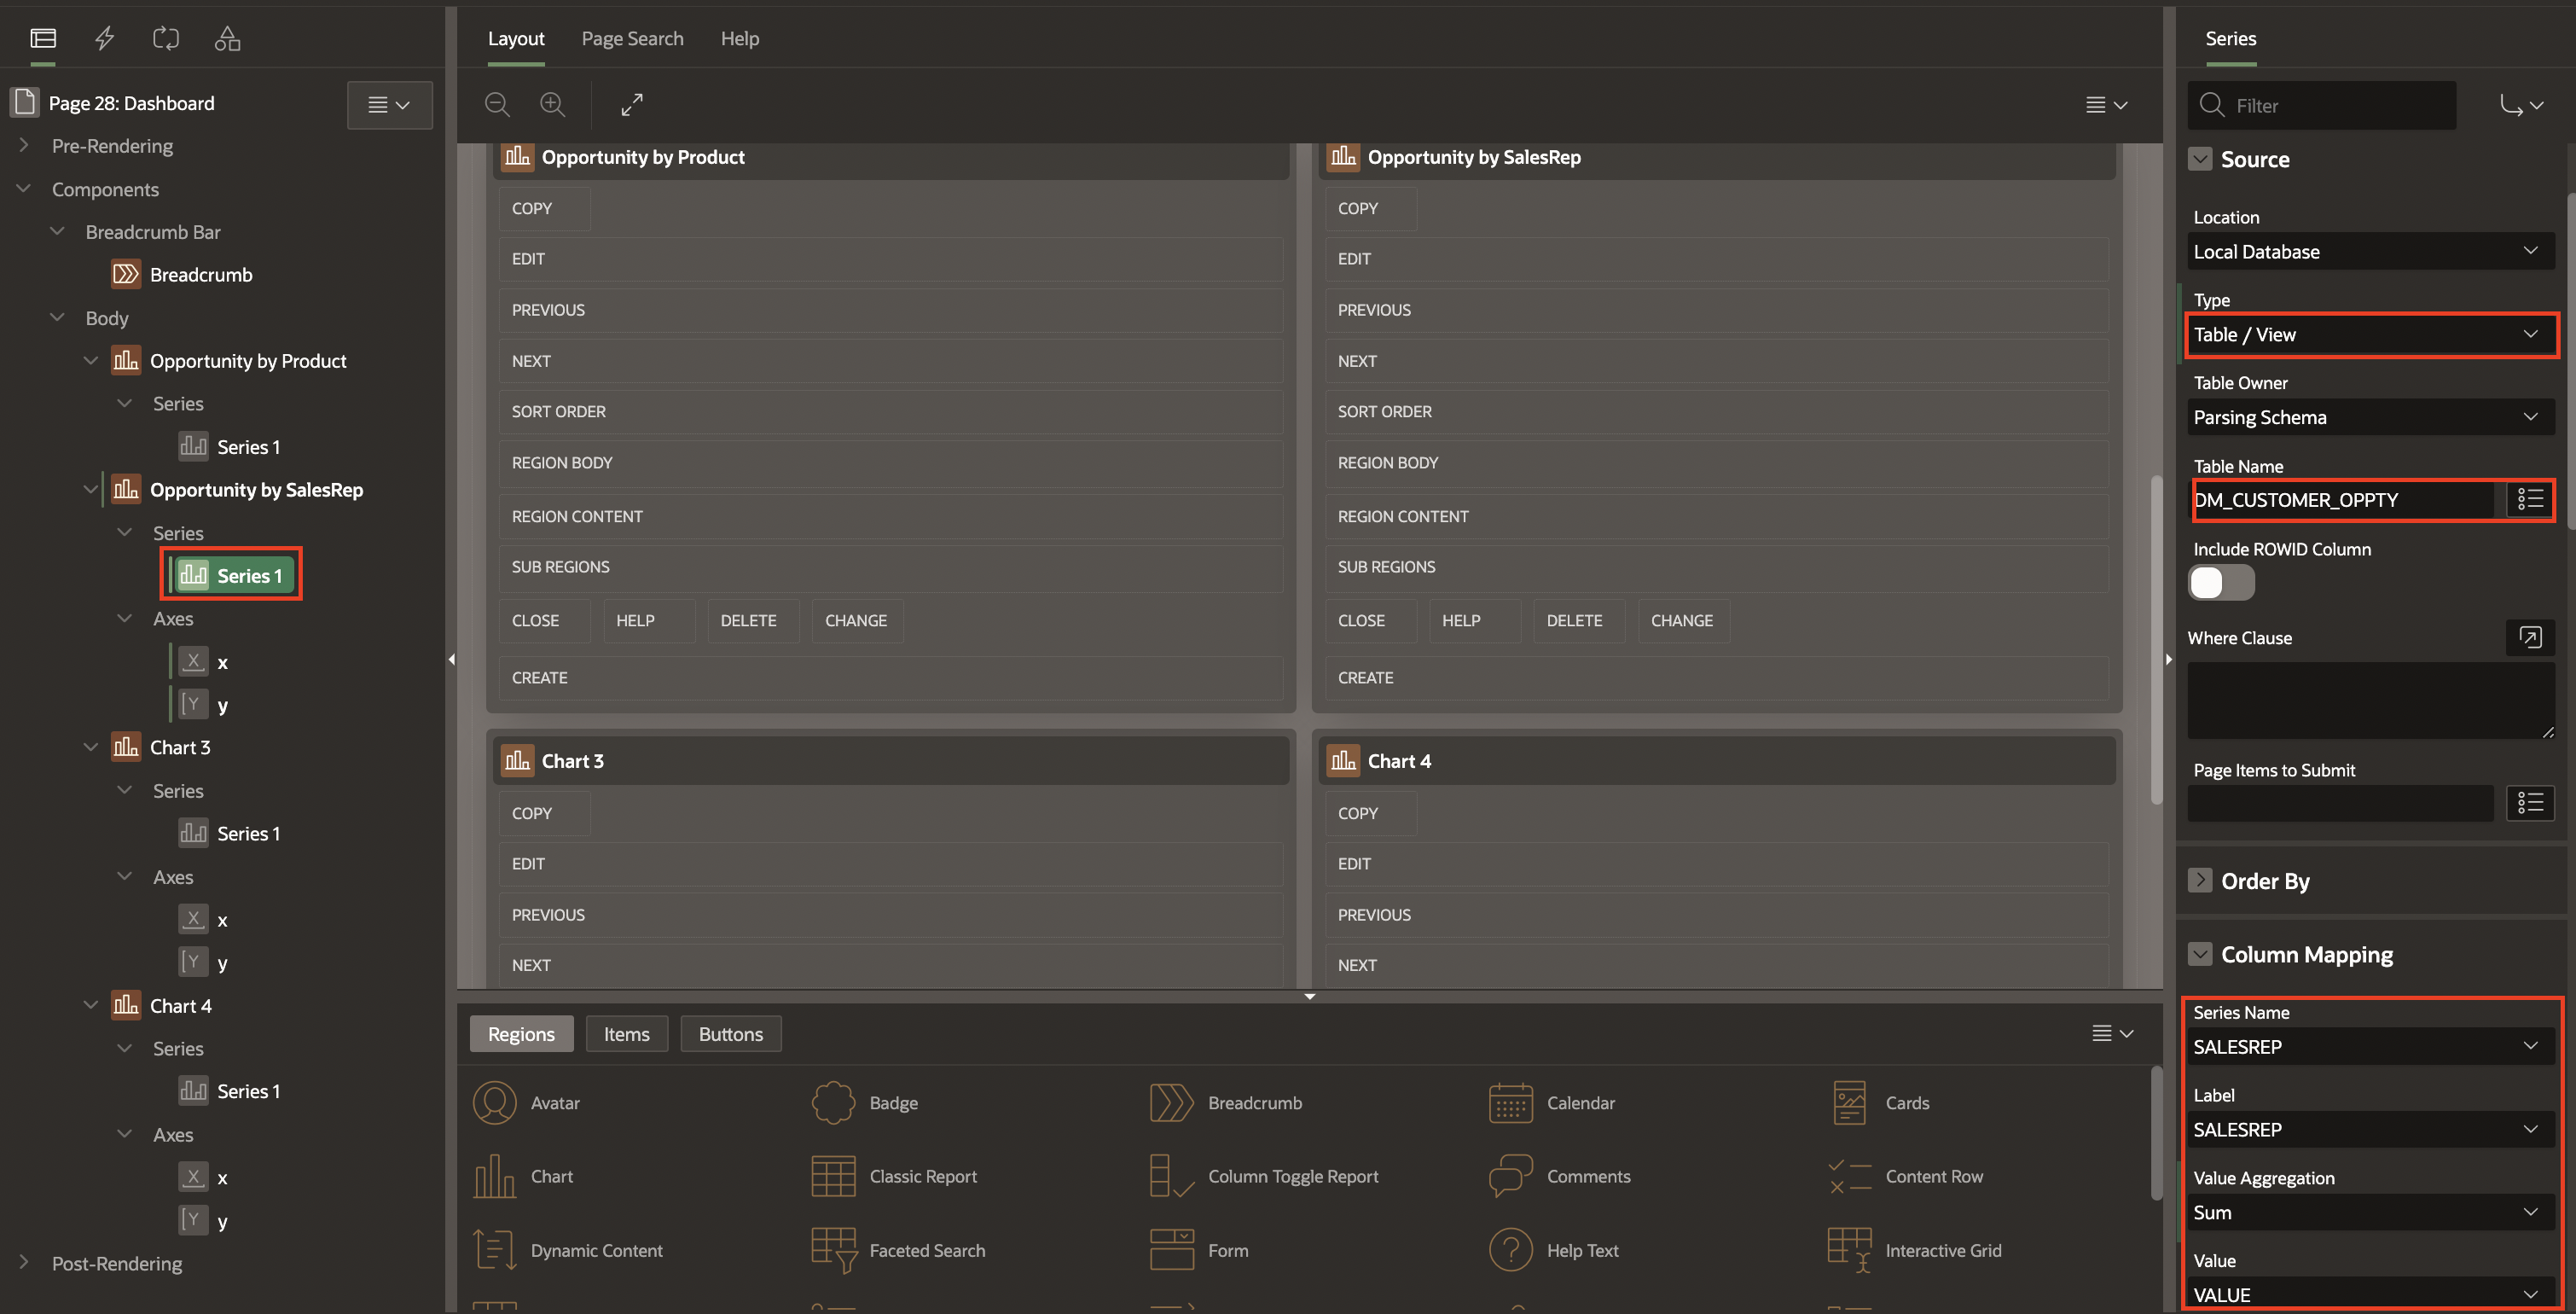 Page 28: Dashboard
Pre-Rendering
Components
Breadcrumb Bar
Breadcrumb
Body
Opportunity by Product
Series
Series 1
Opportunity by SalesRep
Series
Series 1
Axes
x
y
Chart 3
Series
Series 1
Axes
x
y
Chart 4
Series
Series 1
Axes
x
y
Post-Rendering
Layout Page Search Help
Opportunity by Product
COPY
EDIT
PREVIOUS
NEXT
SORT ORDER
REGION BODY
REGION CONTENT
SUB REGIONS
CLOSE HELP DELETE CHANGE
CREATE
Opportunity by SalesRep
COPY
EDIT
PREVIOUS
NEXT
SORT ORDER
REGION BODY
REGION CONTENT
SUB REGIONS
CLOSE HELP DELETE CHANGE
CREATE
Chart 3
COPY
EDIT
PREVIOUS
NEXT
Chart 4
COPY
EDIT
PREVIOUS
NEXT
Regions Items Buttons
Avatar Badge Breadcrumb Calendar Cards
Chart Classic Report Column Toggle Report Comments Content Row
Dynamic Content Faceted Search Form Help Text Interactive Grid
Series
Filter
Source
Location
Local Database
Type
Table / View
Table Owner
Parsing Schema
Table Name
DM_CUSTOMER_OPPTY
Include ROWID Column
Where Clause
Page Items to Submit
Order By
Column Mapping
Series Name
SALESREP
Label
SALESREP
Value Aggregation
Sum
Value
VALUE